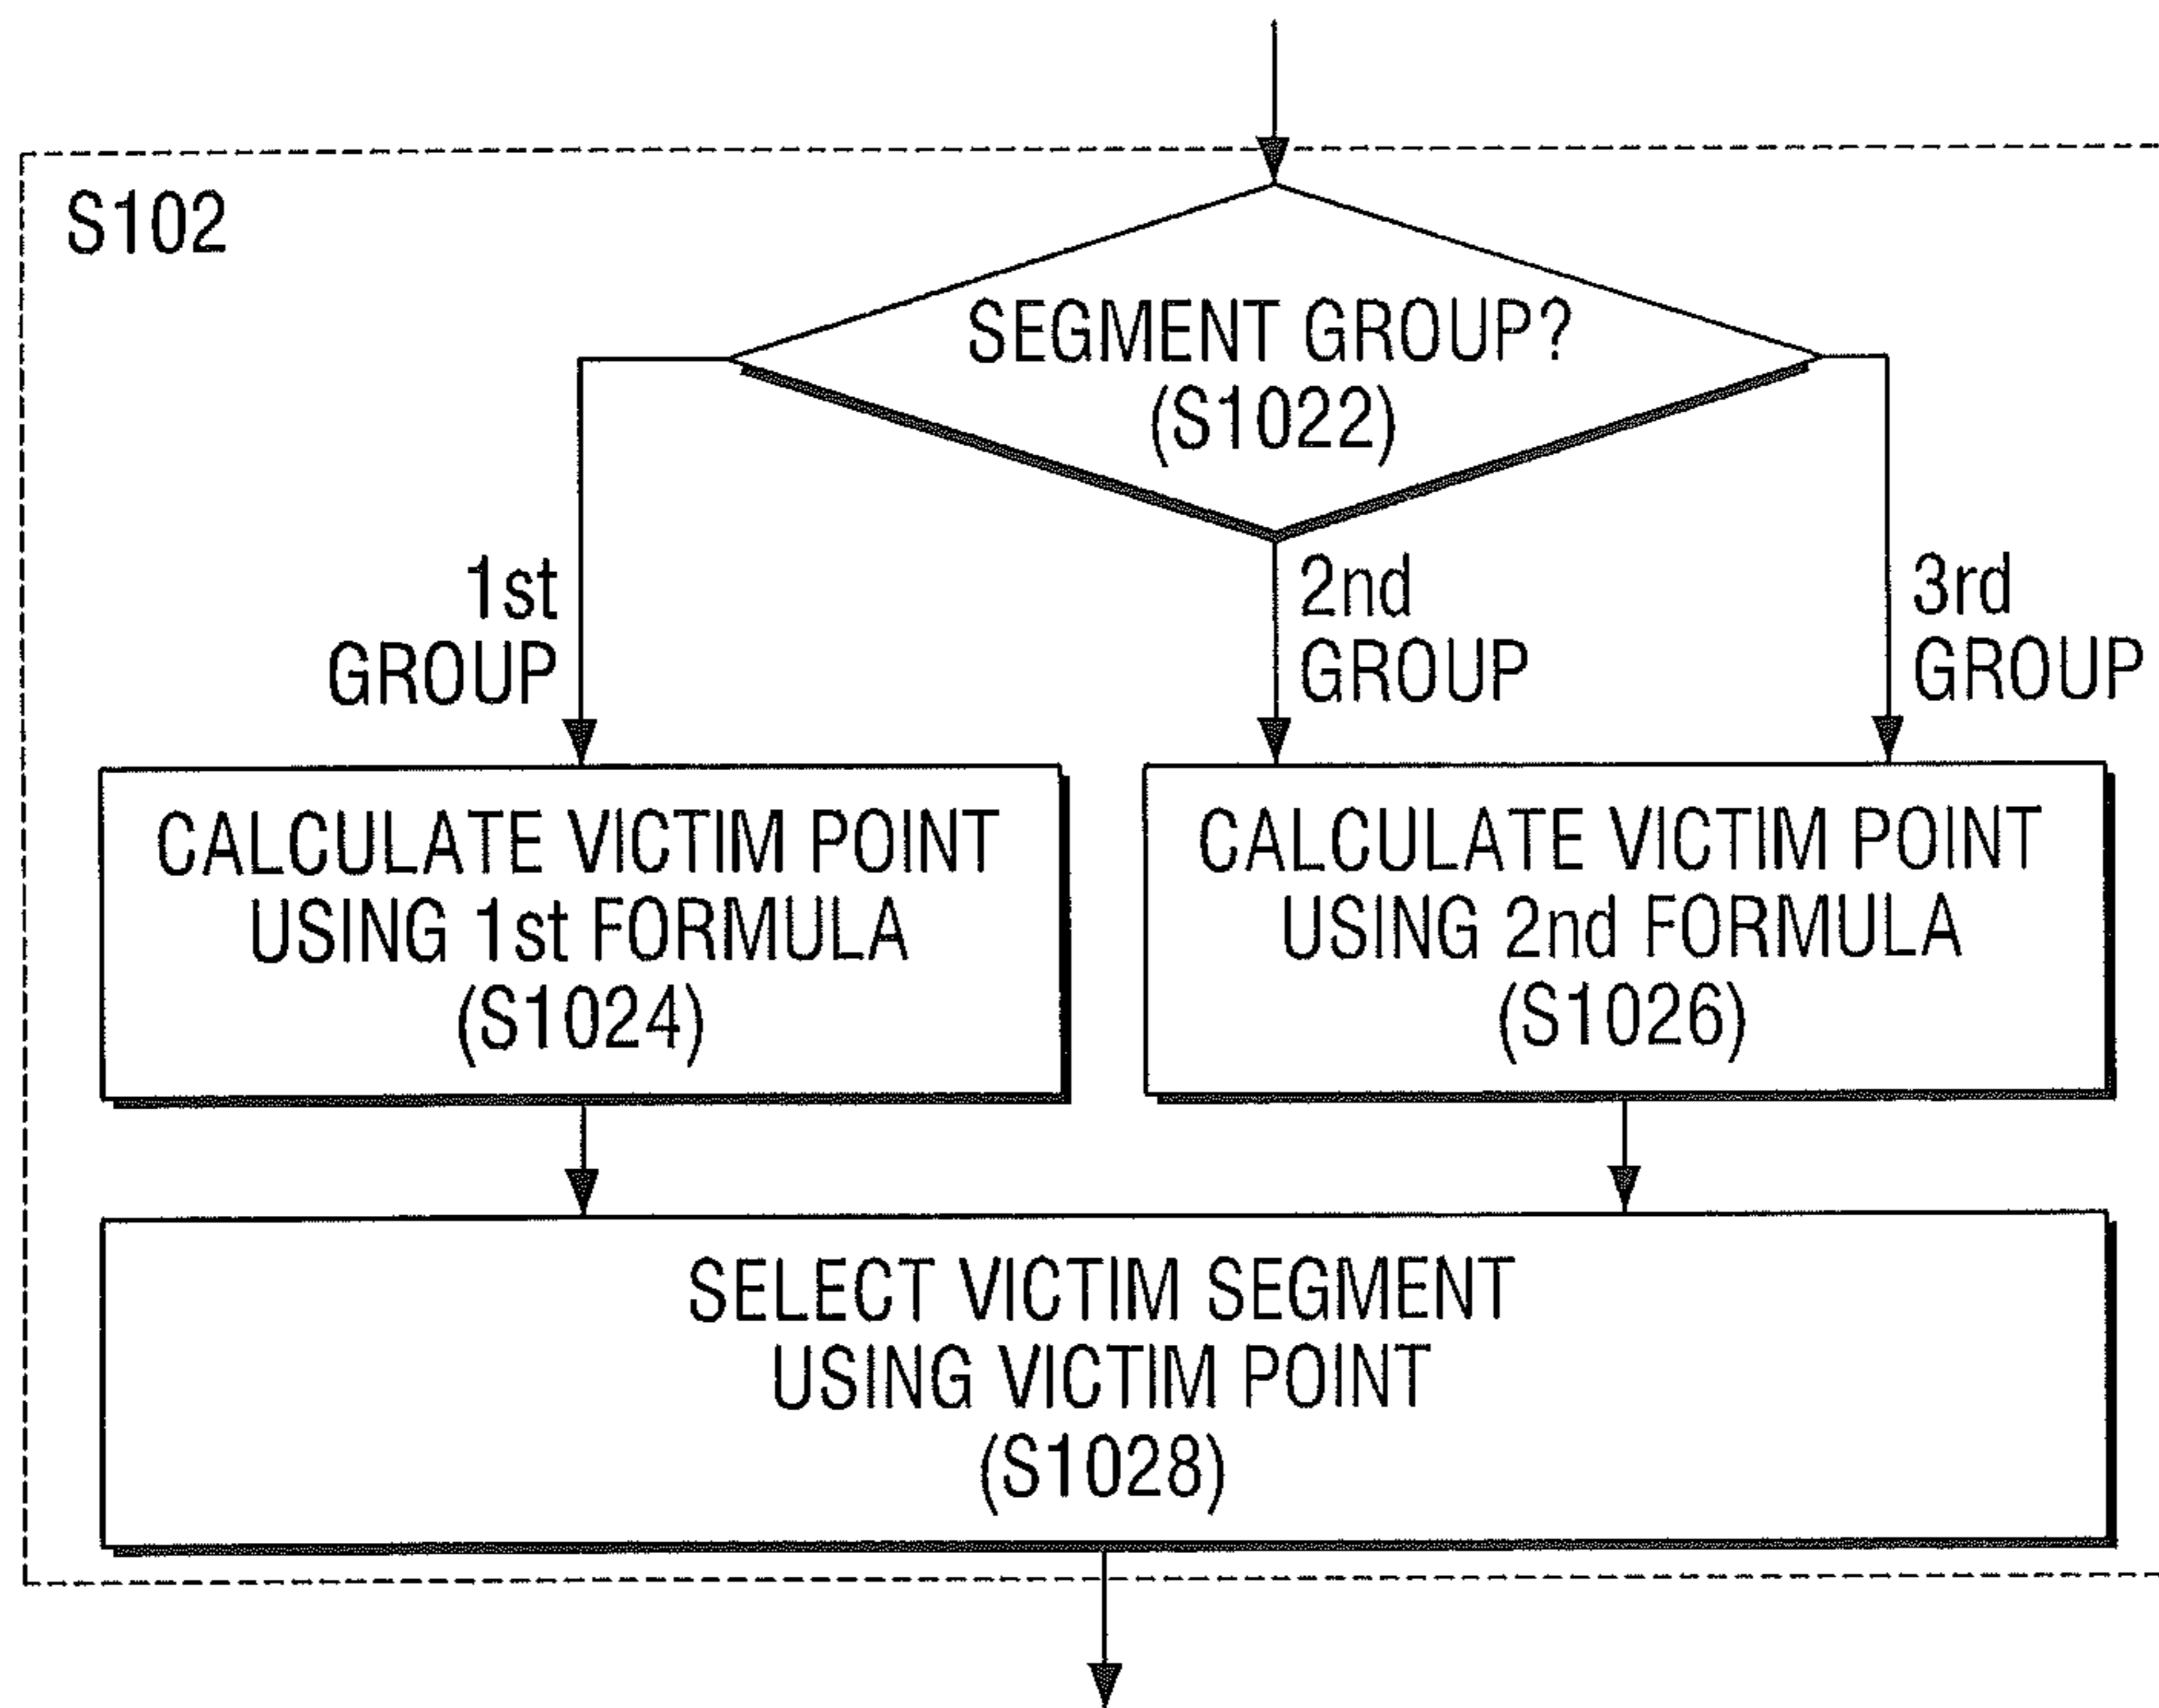 S102
SEGMENT GROUP?
(S1022)
1st
GROUP
2nd
GROUP
3rd
GROUP
CALCULATE VICTIM POINT
USING 1st FORMULA
(S1024)
CALCULATE VICTIM POINT
USING 2nd FORMULA
(S1026)
SELECT VICTIM SEGMENT
USING VICTIM POINT
(S1028)